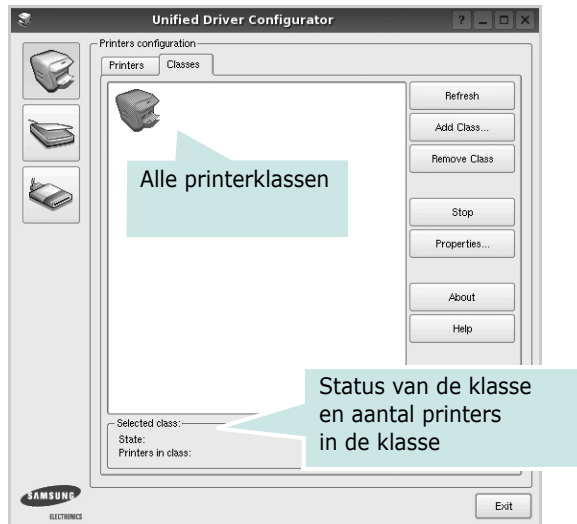 Unified Driver Configurator
Printers configuration
Printers
Classes
Refresh
Add Class...
Remove Class
Alle printerklassen
Stop
Properties...
About
Help
Status van de klasse
en aantal printers
in de klasse
Selected class:
State:
Printers in class:
SAMSUNG
ELECTRONICS
Exit